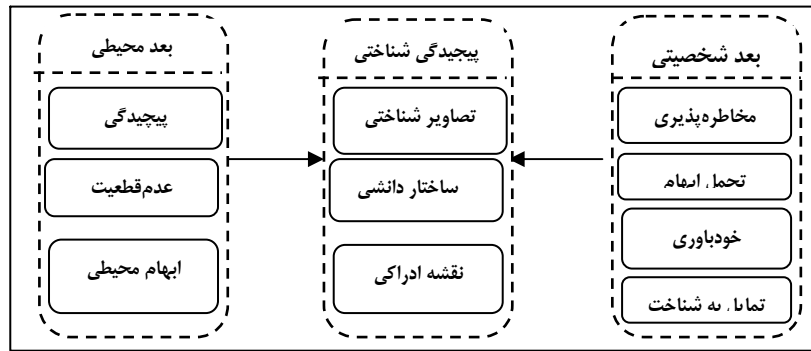 بعد شخصیتی
مخاطره‌پذیری
تحمل ابهام
خودباوری
تمایل به شناخت
پیجیدگی شناختی
تصاویر شناختی
ساختار دانشی
نقشه ادراکی
بعد محیطی
پیچیدگی
عدم‌قطعیت
ابهام محیطی